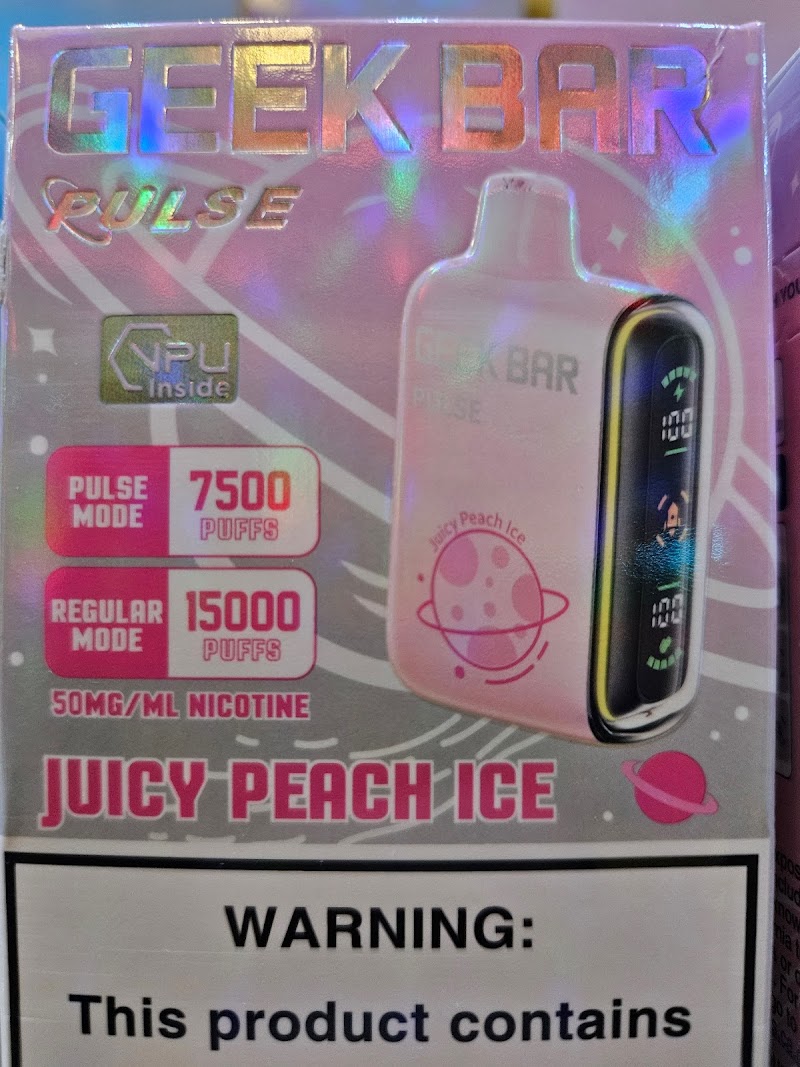 GEEK BAR
PULSE
VPU
Inside
PULSE
MODE
7500
PUFFS
REGULAR
MODE
15000
PUFFS
50MG/ML NICOTINE
GEEK BAR
PULSE
Juicy Peach Ice
100
100
JUICY PEACH ICE
WARNING:
This product contains